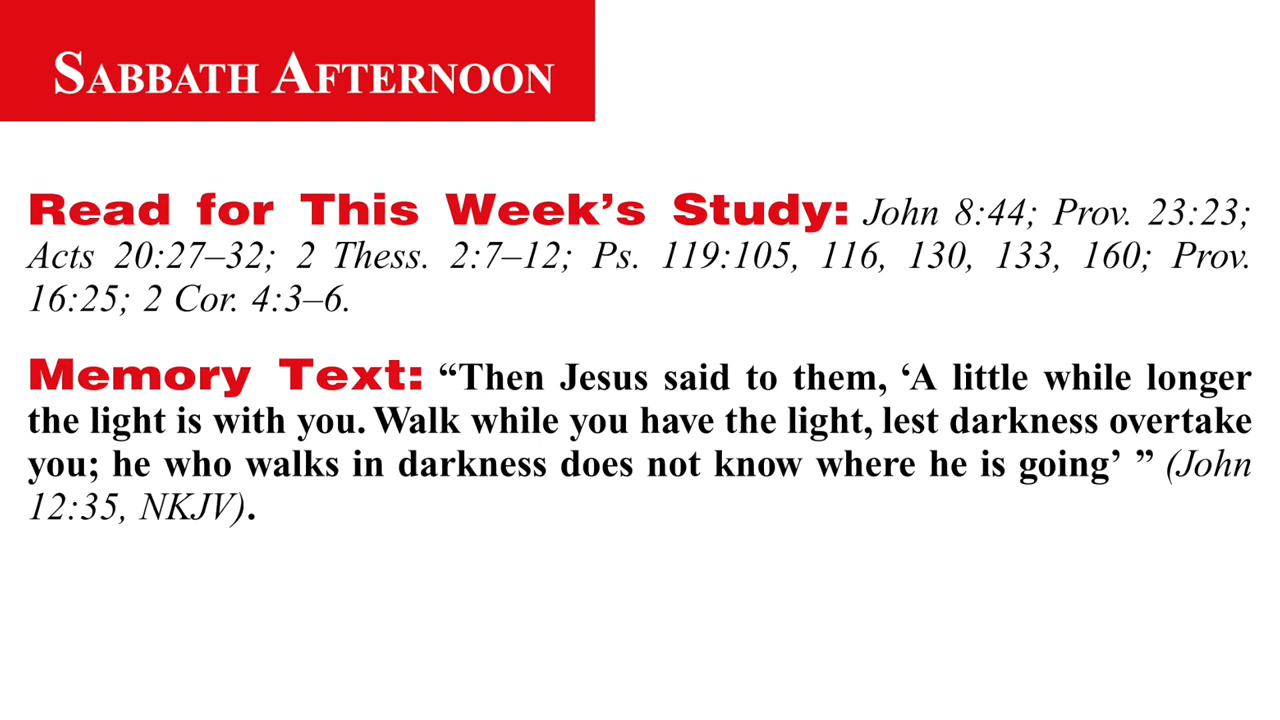 SABBATH AFTERNOON
Read for This Week’s Study: John 8:44; Prov. 23:23;
Acts 20:27–32; 2 Thess. 2:7–12; Ps. 119:105, 116, 130, 133, 160; Prov.
16:25; 2 Cor. 4:3–6.
Memory Text: “Then Jesus said to them, ‘A little while longer
the light is with you. Walk while you have the light, lest darkness overtake
you; he who walks in darkness does not know where he is going’ ” (John
12:35, NKJV).